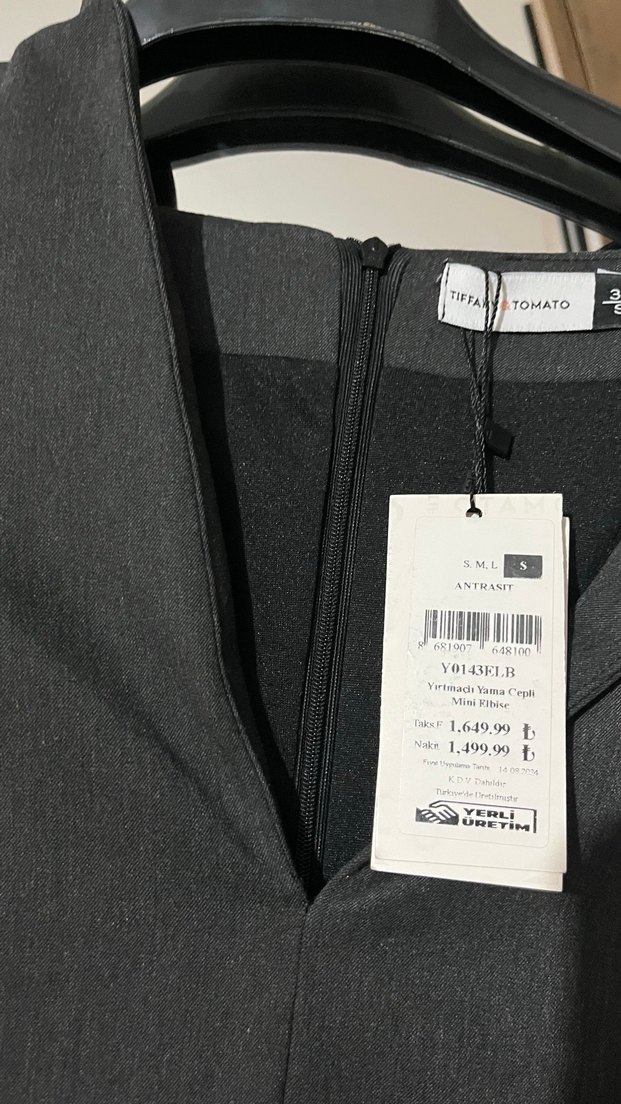 TIFFANY&TOMATO
S, M, L S
ANTRASIT
8 681907 648100
Y0143ELB
Yırtmaçlı Yama Cepli
Mini Elbise
Taks.F 1,649.99 ₺
Nakit 1,499.99 ₺
Fiyat Uygulama Tarihi 14.08.2024
K.D.V. Dahildir
Türkiye'de Üretilmiştir
YERLİ
ÜRETİM